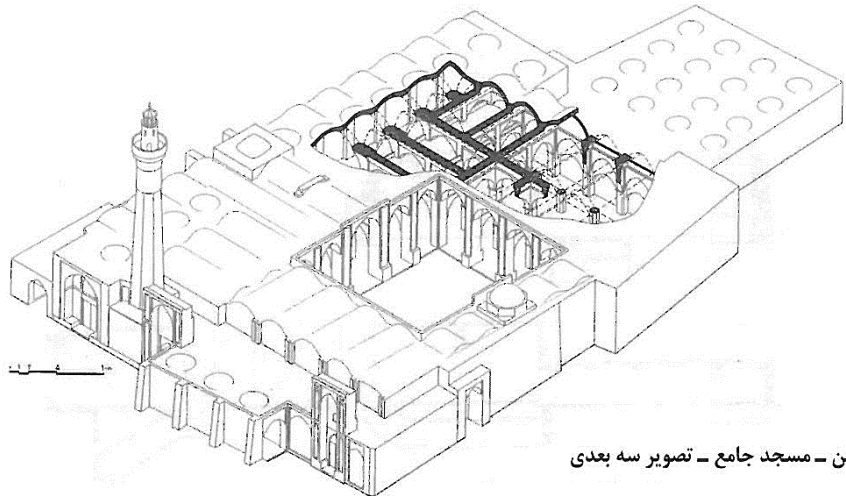 ن ـ مسجد جامع ـ تصویر سه بعدی